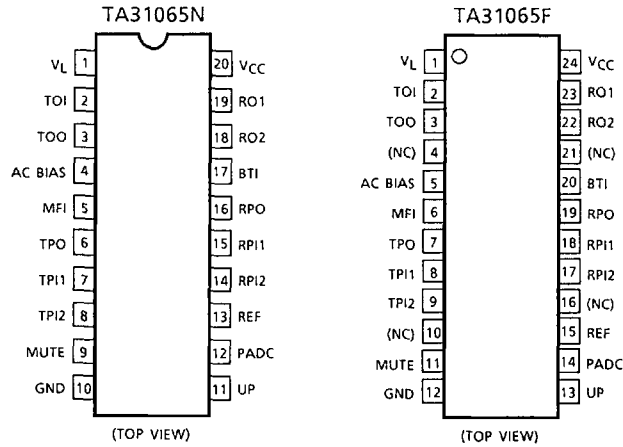 TA31065N
VL 1 20 VCC
TOI 2 19 RO1
TOO 3 18 RO2
AC BIAS 4 17 BTI
MFI 5 16 RPO
TPO 6 15 RPI1
TPI1 7 14 RPI2
TPI2 8 13 REF
MUTE 9 12 PADC
GND 10 11 UP
(TOP VIEW)
TA31065F
VL 1 24 VCC
TOI 2 23 RO1
TOO 3 22 RO2
(NC) 4 21 (NC)
AC BIAS 5 20 BTI
MFI 6 19 RPO
TPO 7 18 RPI1
TPI1 8 17 RPI2
TPI2 9 16 (NC)
(NC) 10 15 REF
MUTE 11 14 PADC
GND 12 13 UP
(TOP VIEW)